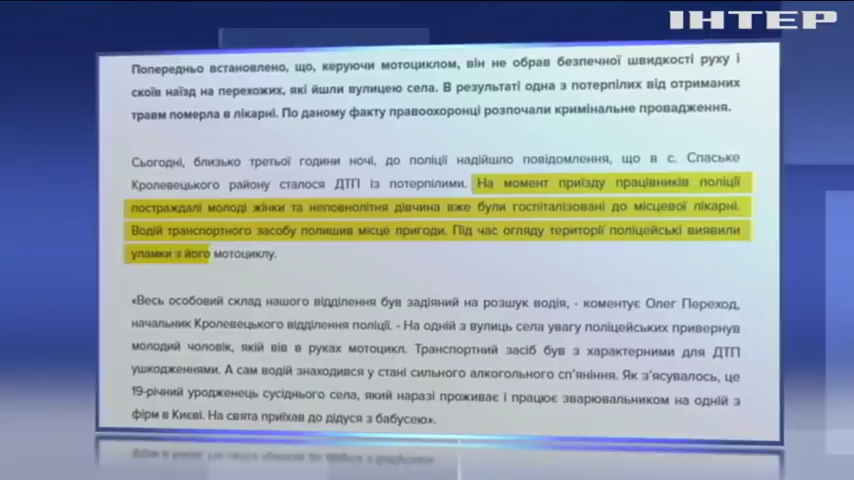 ІНТЕР
Попередньо встановлено, що, керуючи мотоциклом, він не обрав безпечної швидкості руху і
скоїв наїзд на перехожих, які йшли вулицею села. В результаті одна з потерпілих від отриманих
травм померла в лікарні. По даному факту правоохоронці розпочали кримінальне провадження.
Сьогодні, близько третьої години ночі, до поліції надійшло повідомлення, що в с. Спаське
Кролевецького району сталося ДТП із потерпілими. На момент приїзду працівників поліції
постраждалі молоді жінки та неповнолітня дівчина вже були госпіталізовані до місцевої лікарні.
Водій транспортного засобу полишив місце пригоди. Під час огляду території поліцейські виявили
уламки з його мотоциклу.
«Весь особовий склад нашого відділення був задіяний на розшук водія, - коментує Олег Переход,
начальник Кролевецького відділення поліції. - На одній з вулиць села увагу поліцейських привернув
молодий чоловік, якій вів в руках мотоцикл. Транспортний засіб був з характерними для ДТП
ушкодженнями. А сам водій знаходився у стані сильного алкогольного сп'яніння. Як з'ясувалось, це
19-річний уродженець сусіднього села, який наразі проживає і працює зварювальником на одній з
фірм в Києві. На свята приїхав до дідуся з бабусею».